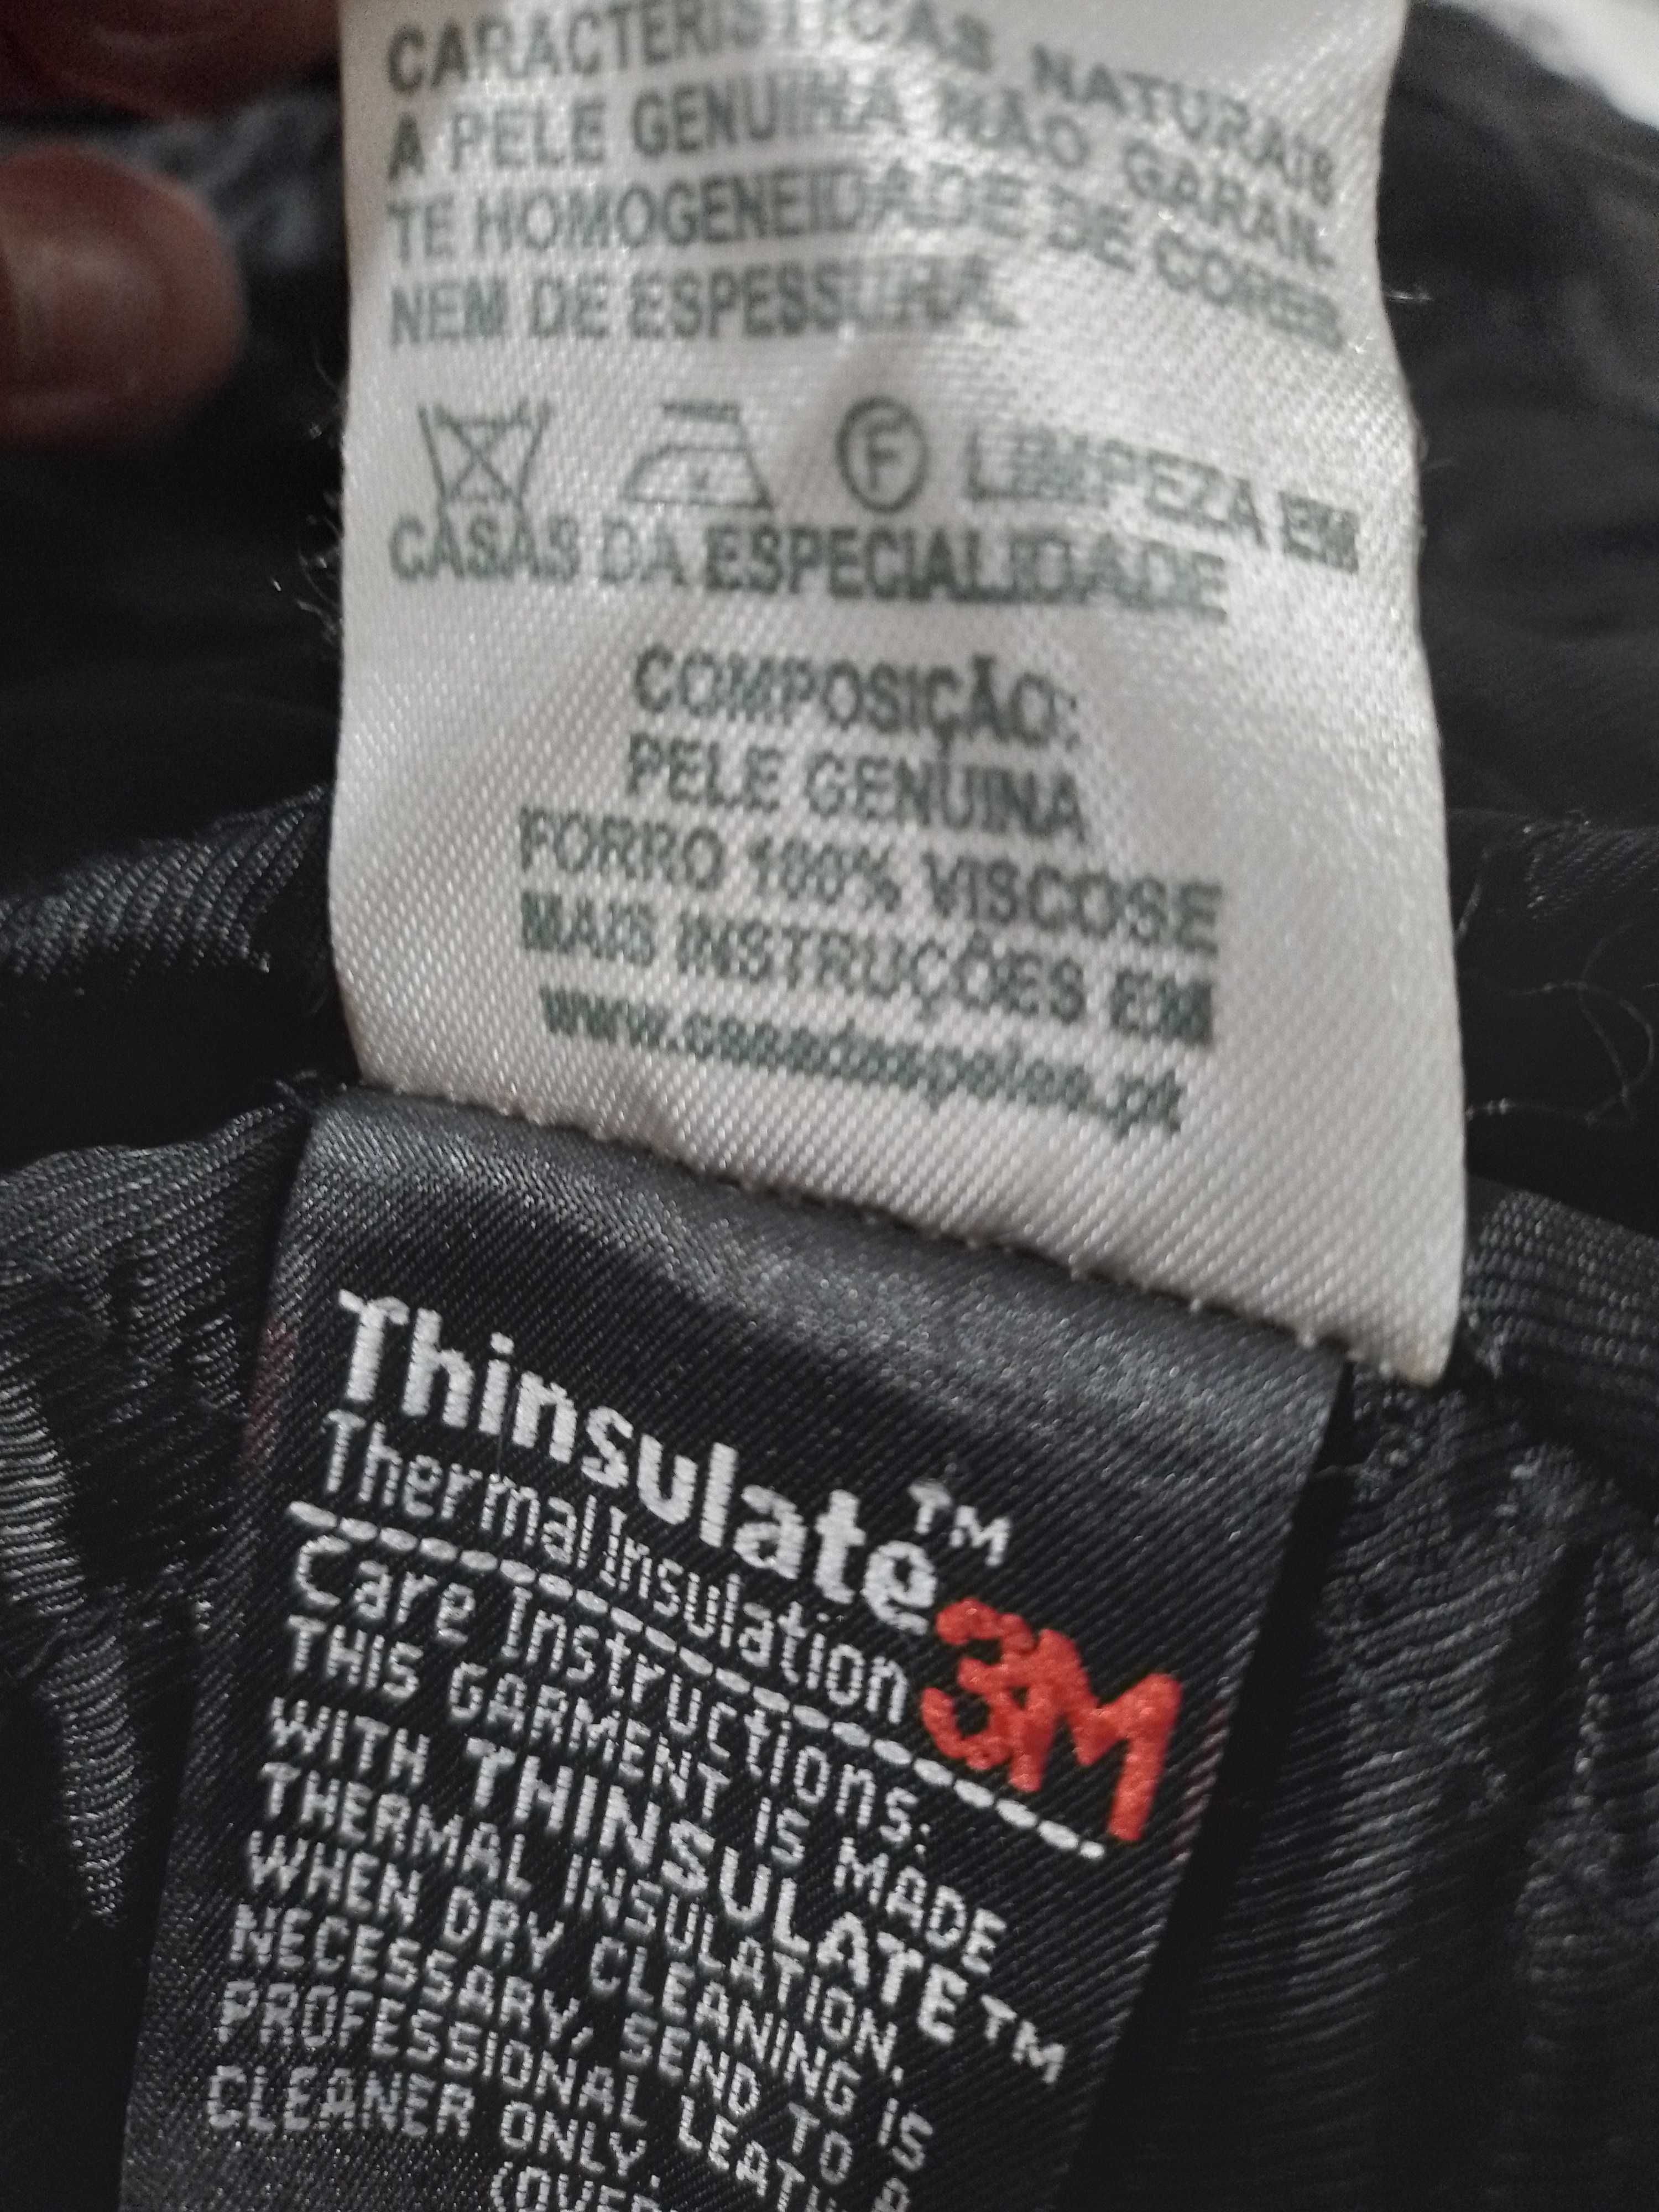 CARACTERISTICAS NATURAIS
A PELE GENUINA NÃO GARAN-
TE HOMOGENEIDADE DE CORES
NEM DE ESPESSURA.
F LIMPEZA EM
CASAS DA ESPECIALIDADE
COMPOSIÇÃO:
PELE GENUINA
FORRO 100% VISCOSE
MAIS INSTRUÇÕES EM
www.casadaspeles.pt
Thinsulate™
Thermal Insulation 3M
Care Instructions:
THIS GARMENT IS MADE
WITH THINSULATE™
THERMAL INSULATION.
WHEN DRY CLEANING IS
NECESSARY, SEND TO A
PROFESSIONAL LEATH
CLEANER ONLY.
(OVER